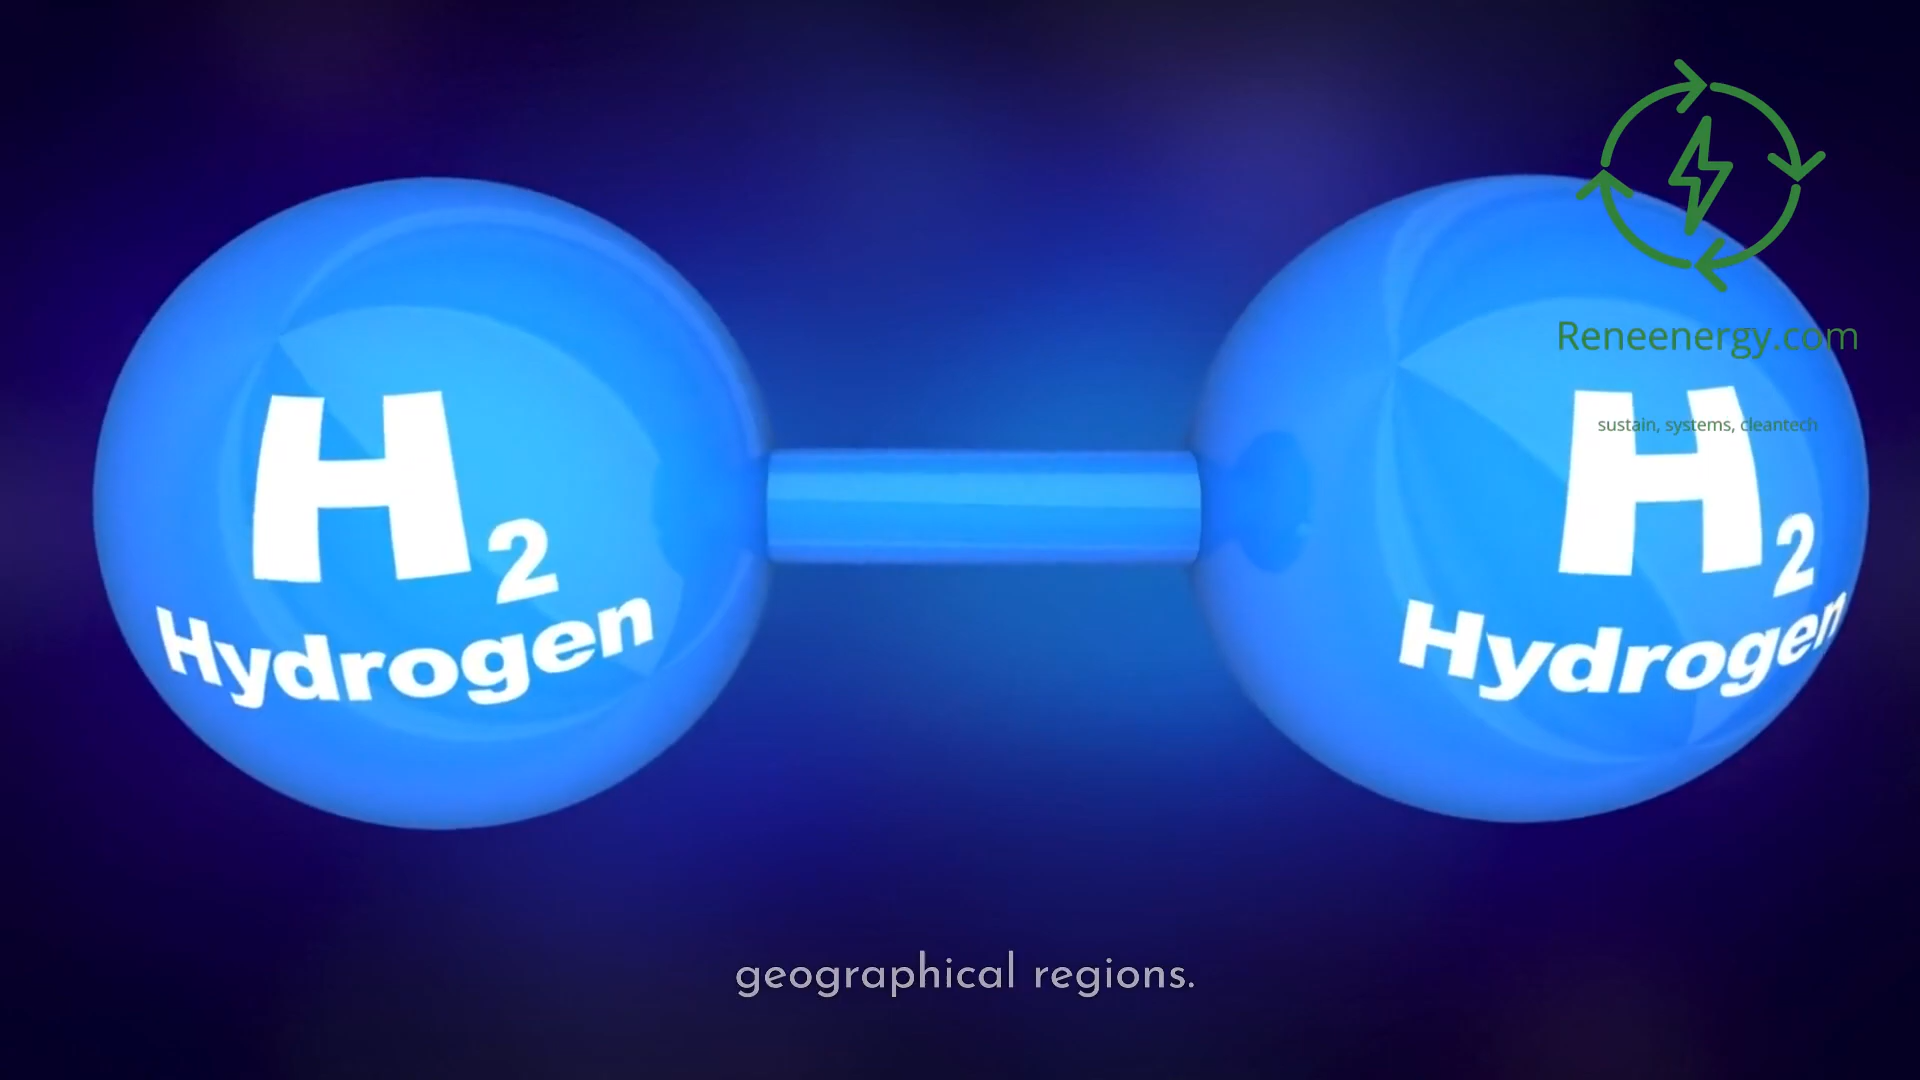 Reneenergy.com
sustain, systems, cleantech
H2
Hydrogen
H2
Hydrogen
geographical regions.